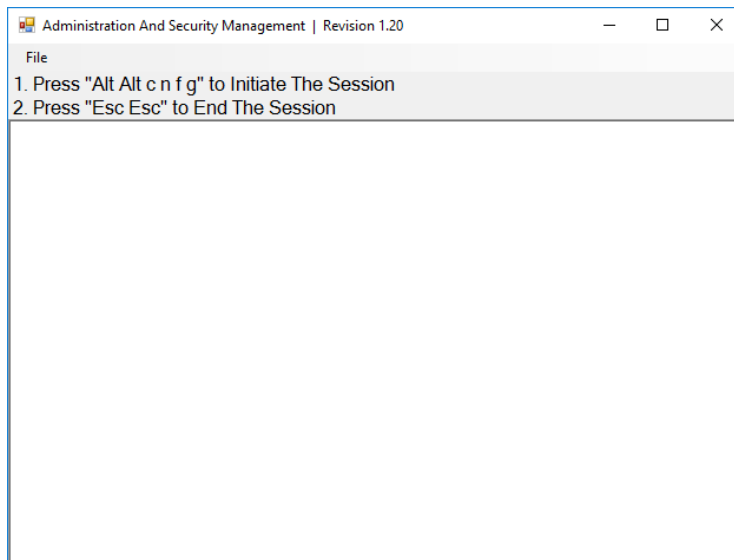 Administration And Security Management | Revision 1.20
File
1. Press "Alt Alt c n f g" to Initiate The Session
2. Press "Esc Esc" to End The Session